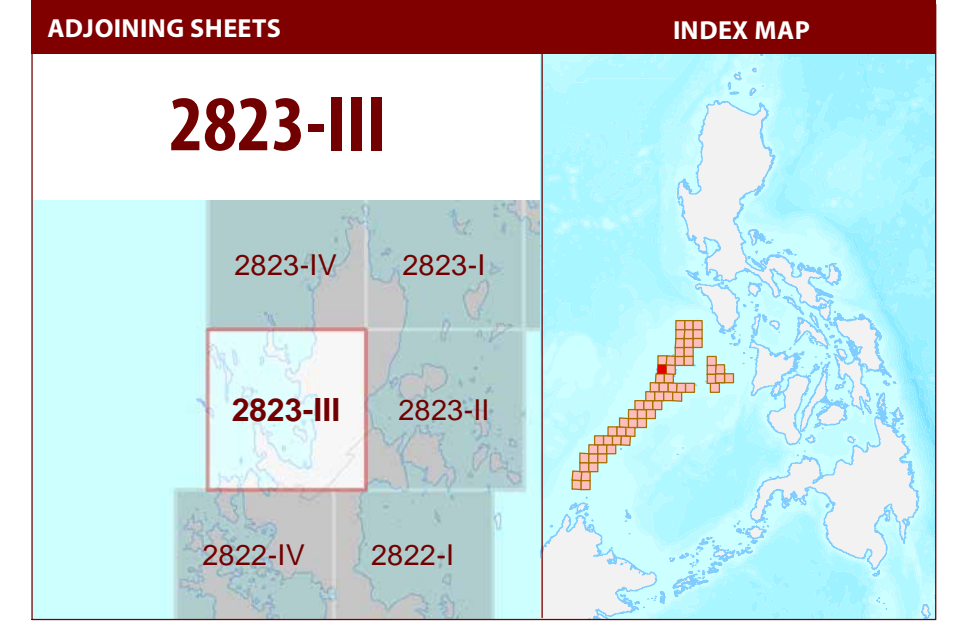 ADJOINING SHEETS
INDEX MAP
2823-III
2823-IV
2823-I
2823-III
2823-II
2822-IV
2822-I